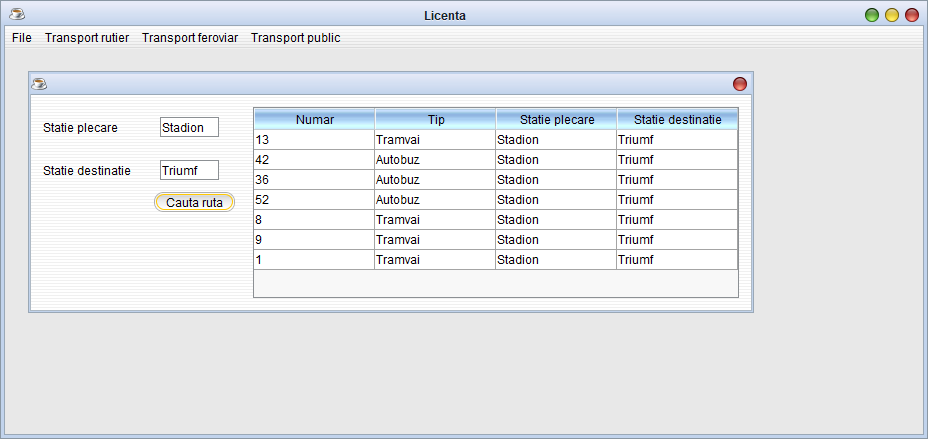 Licenta
File Transport rutier Transport feroviar Transport public
Statie plecare Stadion
Statie destinatie Triumf
Cauta ruta
Numar Tip Statie plecare Statie destinatie
13 Tramvai Stadion Triumf
42 Autobuz Stadion Triumf
36 Autobuz Stadion Triumf
52 Autobuz Stadion Triumf
8 Tramvai Stadion Triumf
9 Tramvai Stadion Triumf
1 Tramvai Stadion Triumf